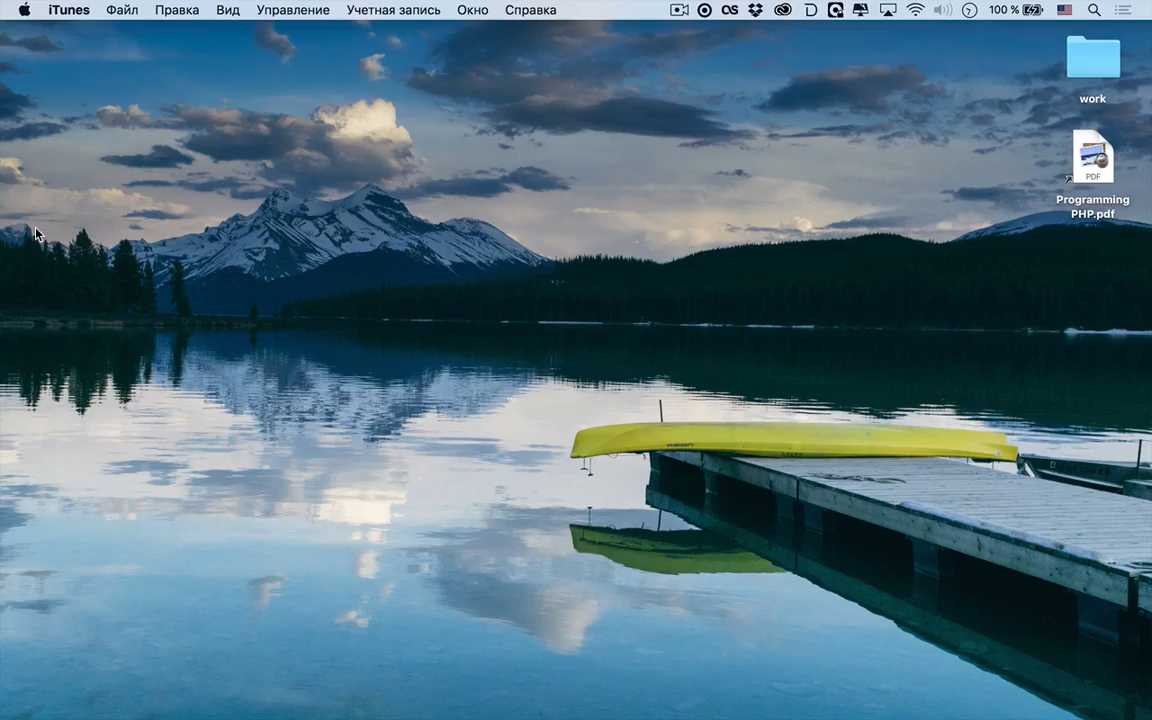 iTunes Файл Правка Вид Управление Учетная запись Окно Справка 100 %
work
PDF
Programming
PHP.pdf